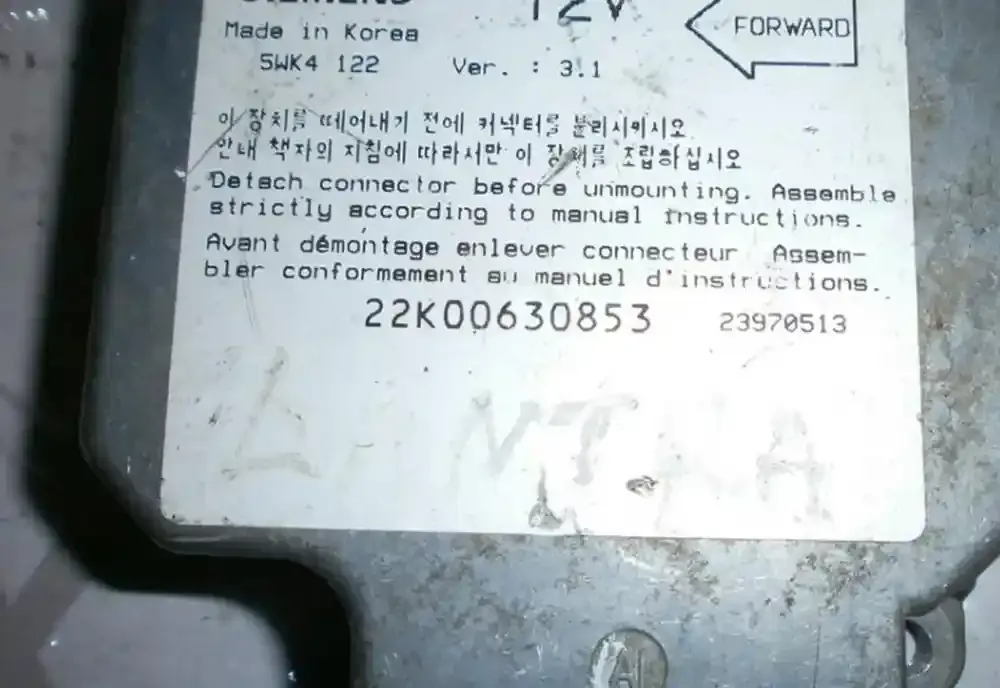 SIEMENS 12V
FORWARD
Made in Korea
5WK4 122 Ver. : 3.1
이 장치를 떼어내기 전에 커넥터를 분리시키시오
안내 책자의 지침에 따라서만 이 장치를 조립하십시오
Detach connector before unmounting. Assemble
strictly according to manual instructions.
Avant démontage enlever connecteur Assem-
bler conformement au manuel d'instructions.
22K00630853 23970513